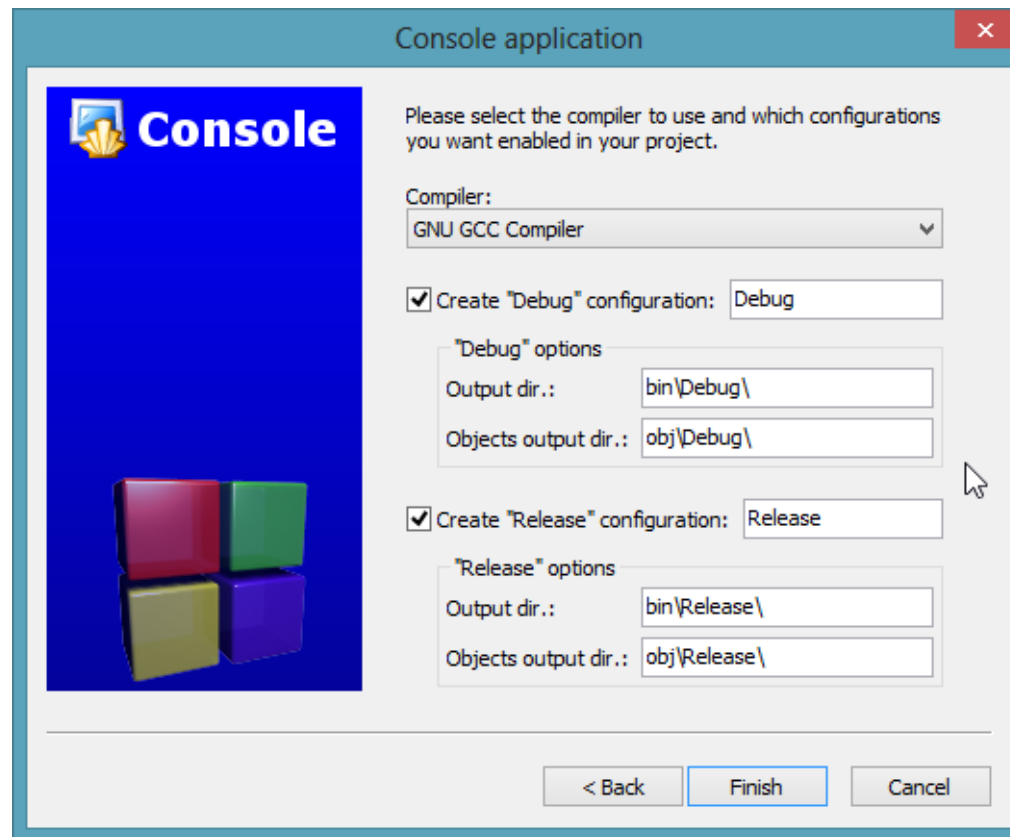 Console application
Console
Please select the compiler to use and which configurations
you want enabled in your project.
Compiler:
GNU GCC Compiler
Create "Debug" configuration: Debug
"Debug" options
Output dir.: bin\Debug\
Objects output dir.: obj\Debug\
Create "Release" configuration: Release
"Release" options
Output dir.: bin\Release\
Objects output dir.: obj\Release\
< Back Finish Cancel